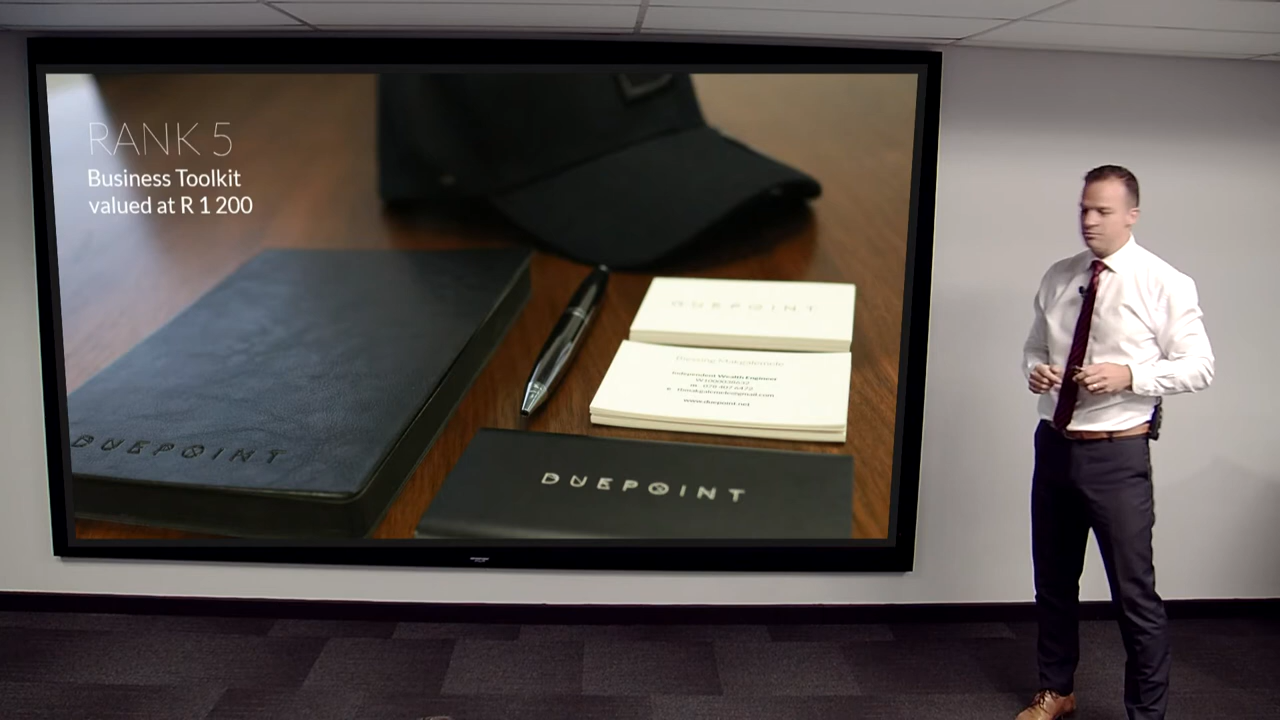 RANK 5
Business Toolkit
valued at R 1 200
DUEPOINT
DUEPOINT
Independent Wealth Engineer
www.duepoint.net
DUEPOINT